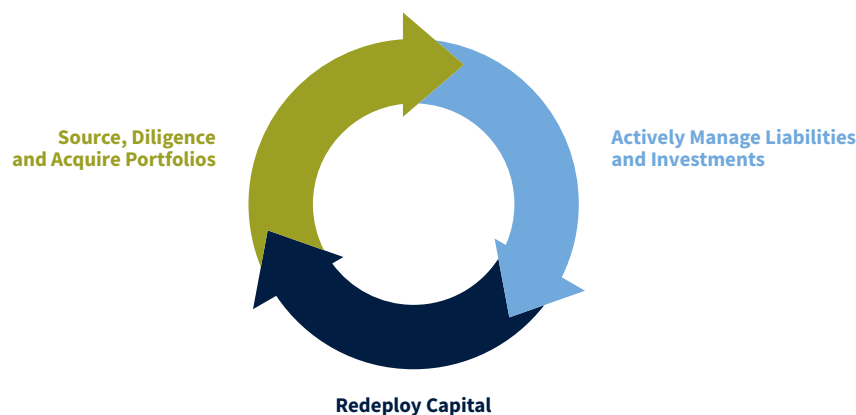 Source, Diligence
and Acquire Portfolios
Actively Manage Liabilities
and Investments
Redeploy Capital